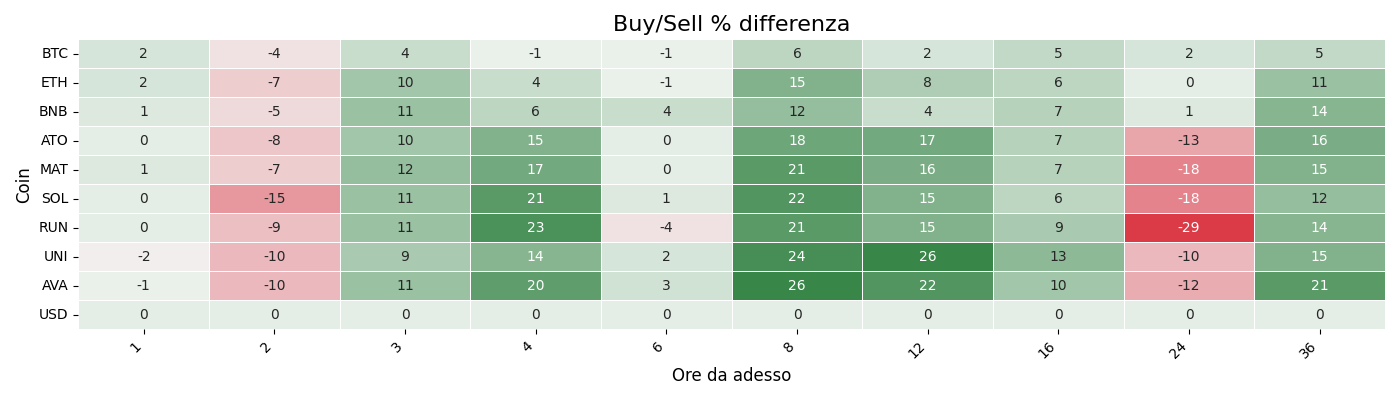 Buy/Sell % differenza
Coin
BTC 2 -4 4 -1 -1 6 2 5 2 5
ETH 2 -7 10 4 -1 15 8 6 0 11
BNB 1 -5 11 6 4 12 4 7 1 14
ATO 0 -8 10 15 0 18 17 7 -13 16
MAT 1 -7 12 17 0 21 16 7 -18 15
SOL 0 -15 11 21 1 22 15 6 -18 12
RUN 0 -9 11 23 -4 21 15 9 -29 14
UNI -2 -10 9 14 2 24 26 13 -10 15
AVA -1 -10 11 20 3 26 22 10 -12 21
USD 0 0 0 0 0 0 0 0 0 0
1 2 3 4 6 8 12 16 24 36
Ore da adesso